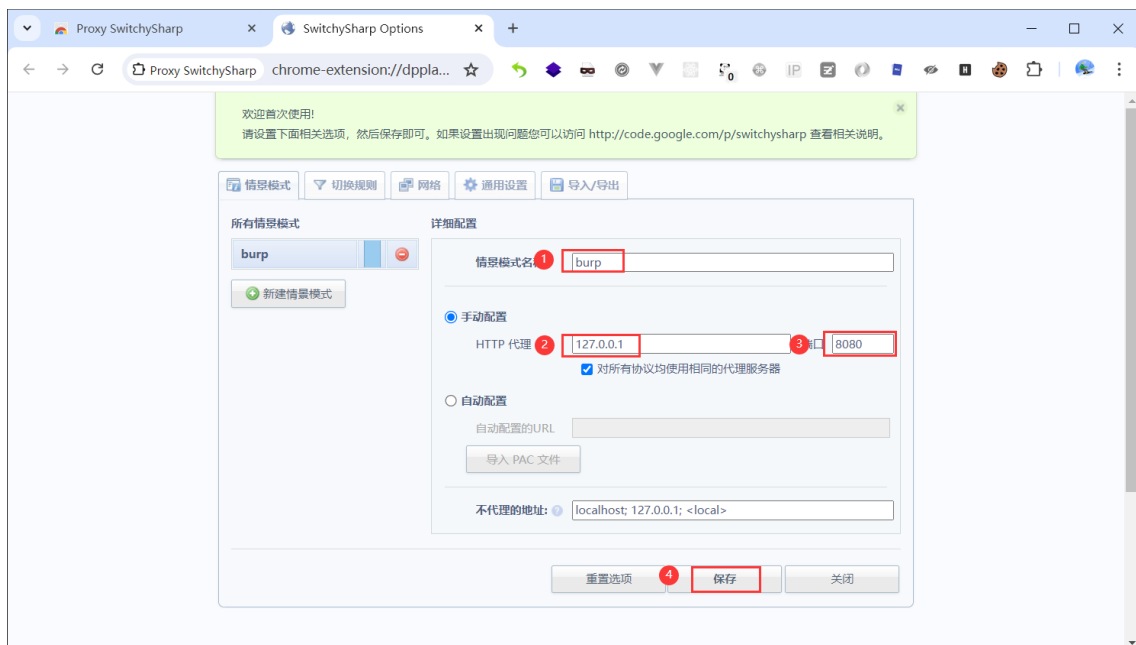 Proxy SwitchySharp
SwitchySharp Options
Proxy SwitchySharp chrome-extension://dppla...
0
IP
欢迎首次使用!
请设置下面相关选项，然后保存即可。如果设置出现问题您可以访问 http://code.google.com/p/switchysharp 查看相关说明。
情景模式 切换规则 网络 通用设置 导入/导出
所有情景模式
详细配置
burp
新建情景模式
情景模式名 1 burp
手动配置
HTTP 代理 2 127.0.0.1 3 口 8080
对所有协议均使用相同的代理服务器
自动配置
自动配置的URL
导入 PAC 文件
不代理的地址: localhost; 127.0.0.1; <local>
重置选项 4 保存 关闭